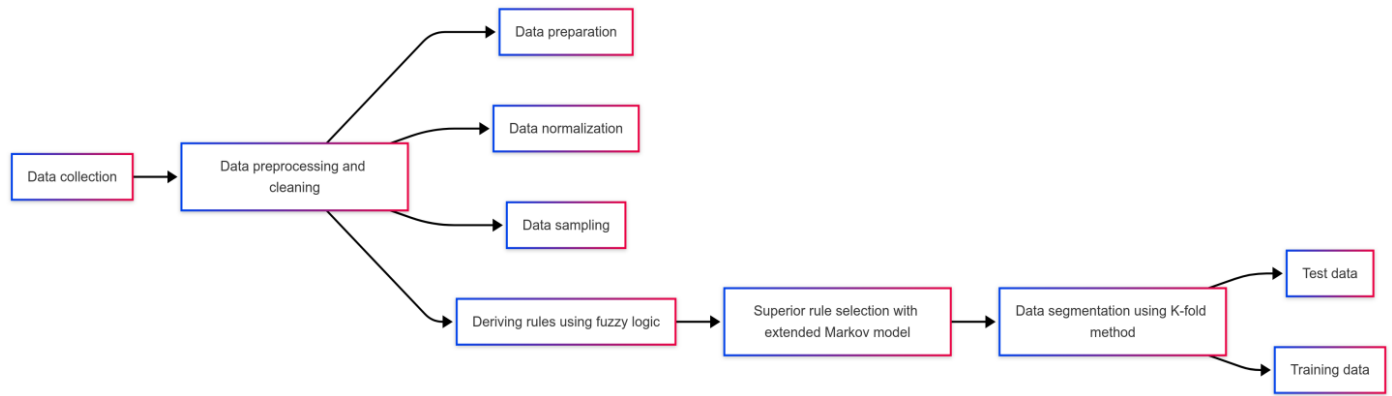 Data collection
Data preprocessing and
cleaning
Data preparation
Data normalization
Data sampling
Deriving rules using fuzzy logic
Superior rule selection with
extended Markov model
Data segmentation using K-fold
method
Test data
Training data